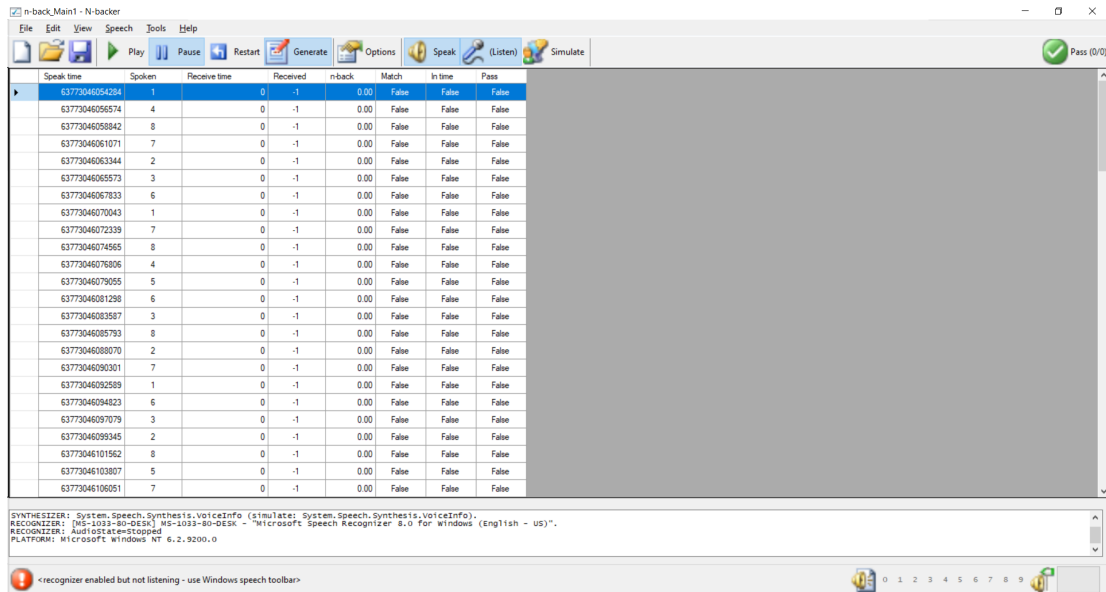 n-back_Main1 - N-backer
File Edit View Speech Tools Help
Play Pause Restart Generate Options Speak (Listen) Simulate Pass (0/0)
Speak time Spoken Receive time Received n-back Match In time Pass
63773046054284 1 0 -1 0.00 False False False
63773046056574 4 0 -1 0.00 False False False
63773046058842 8 0 -1 0.00 False False False
63773046061071 7 0 -1 0.00 False False False
63773046063344 2 0 -1 0.00 False False False
63773046065573 3 0 -1 0.00 False False False
63773046067833 6 0 -1 0.00 False False False
63773046070043 1 0 -1 0.00 False False False
63773046072339 7 0 -1 0.00 False False False
63773046074565 8 0 -1 0.00 False False False
63773046076806 4 0 -1 0.00 False False False
63773046079055 5 0 -1 0.00 False False False
63773046081298 6 0 -1 0.00 False False False
63773046083587 3 0 -1 0.00 False False False
63773046085793 8 0 -1 0.00 False False False
63773046088070 2 0 -1 0.00 False False False
63773046090301 7 0 -1 0.00 False False False
63773046092589 1 0 -1 0.00 False False False
63773046094823 6 0 -1 0.00 False False False
63773046097079 3 0 -1 0.00 False False False
63773046099345 2 0 -1 0.00 False False False
63773046101562 8 0 -1 0.00 False False False
63773046103807 5 0 -1 0.00 False False False
63773046106051 7 0 -1 0.00 False False False
SYNTHESIZER: System.Speech.Synthesis.VoiceInfo (simulate: System.Speech.Synthesis.VoiceInfo).
RECOGNIZER: [MS-1033-80-DESK] MS-1033-80-DESK - "Microsoft Speech Recognizer 8.0 for Windows (English - US)".
RECOGNIZER: AudioState=Stopped
PLATFORM: Microsoft Windows NT 6.2.9200.0
<recognizer enabled but not listening - use Windows speech toolbar> 0 1 2 3 4 5 6 7 8 9